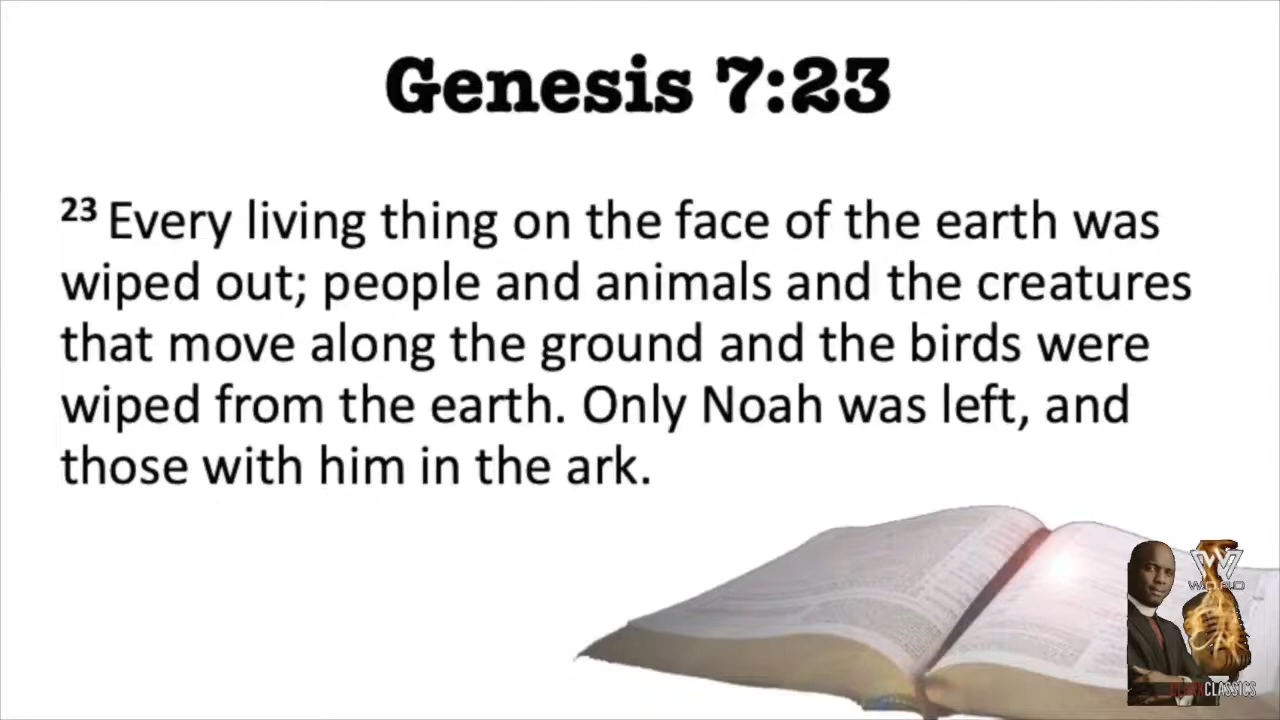 Genesis 7:23
23 Every living thing on the face of the earth was
wiped out; people and animals and the creatures
that move along the ground and the birds were
wiped from the earth. Only Noah was left, and
those with him in the ark.
WORLD
CLASSICS